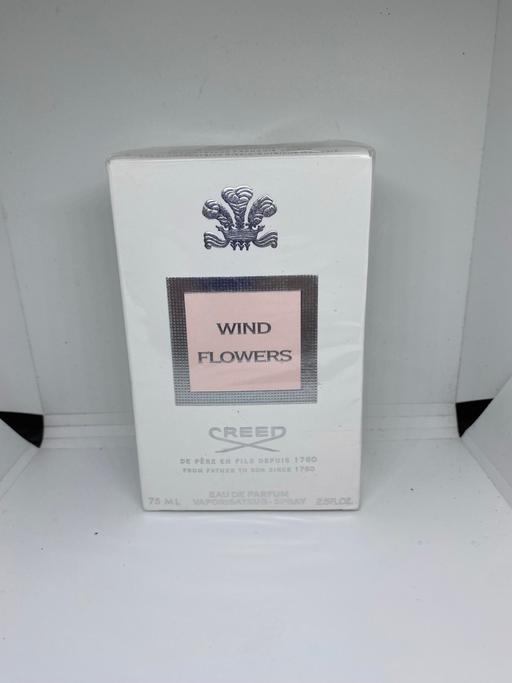 WIND
FLOWERS
CREED
DE PÈRE EN FILS DEPUIS 1760
FROM FATHER TO SON SINCE 1760
EAU DE PARFUM
75 ML VAPORISATEUR-SPRAY 2.5FL.OZ.